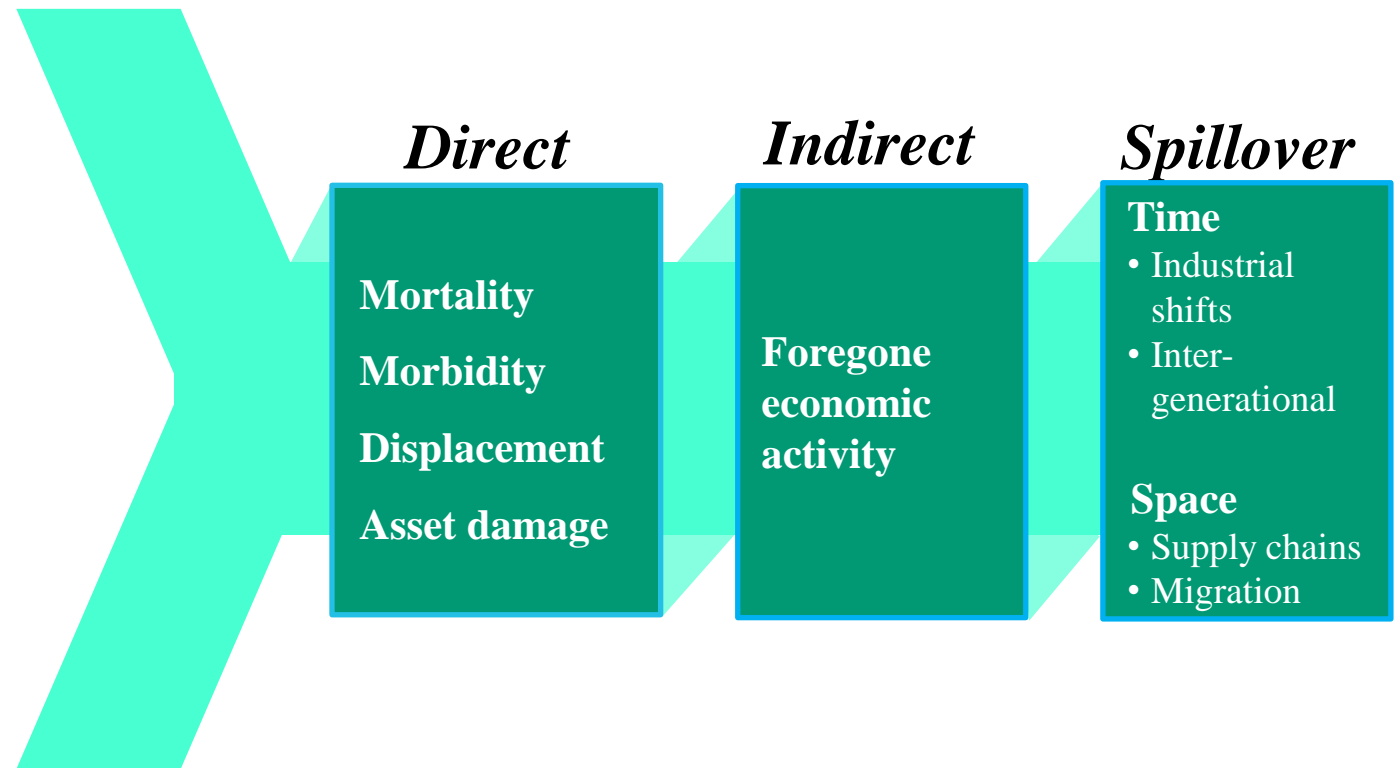 Direct
Mortality
Morbidity
Displacement
Asset damage
Indirect
Foregone
economic
activity
Spillover
Time
• Industrial
shifts
• Inter-
generational
Space
• Supply chains
• Migration